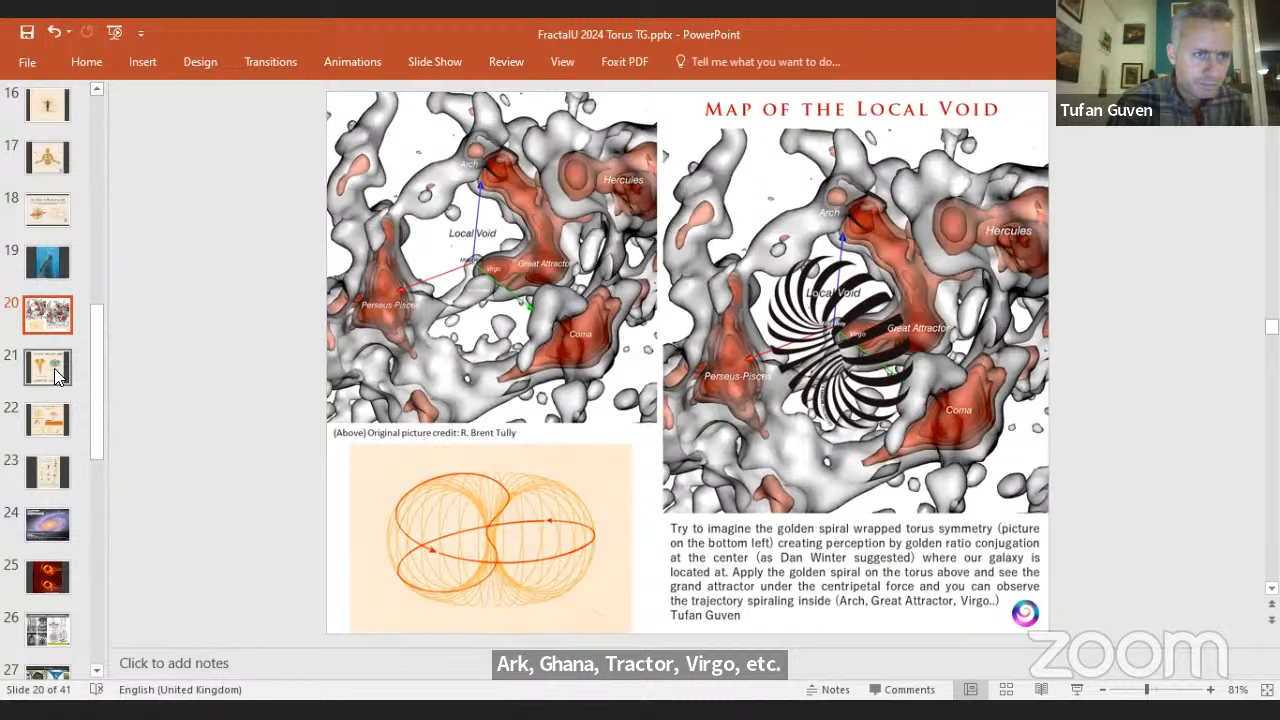 FractalU 2024 Torus TG.pptx - PowerPoint
File Home Insert Design Transitions Animations Slide Show Review View Foxit PDF Tell me what you want to do...
Tufan Guven
16
17
18
19
20
21
22
23
24
25
26
27
Arch
Hercules
Local Void
Virgo
Great Attractor
Perseus-Pisces
Coma
(Above) Original picture credit: R. Brent Tully
MAP OF THE LOCAL VOID
Arch
Hercules
Local Void
Virgo
Great Attractor
Perseus-Pisces
Coma
Try to imagine the golden spiral wrapped torus symmetry (picture
on the bottom left) creating perception by golden ratio conjugation
at the center (as Dan Winter suggested) where our galaxy is
located at. Apply the golden spiral on the torus above and see the
grand attractor under the centripetal force and you can observe
the trajectory spiraling inside (Arch, Great Attractor, Virgo..)
Tufan Guven
zoom
Click to add notes
Ark, Ghana, Tractor, Virgo, etc.
Slide 20 of 41 English (United Kingdom) Notes Comments 81%